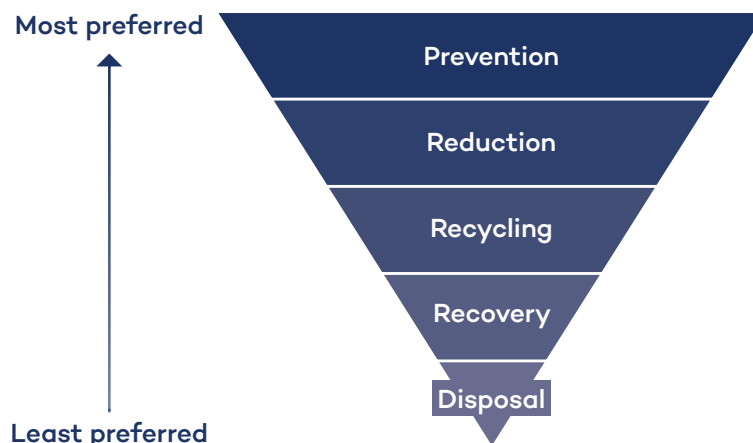 Most preferred
Prevention
Reduction
Recycling
Recovery
Disposal
Least preferred